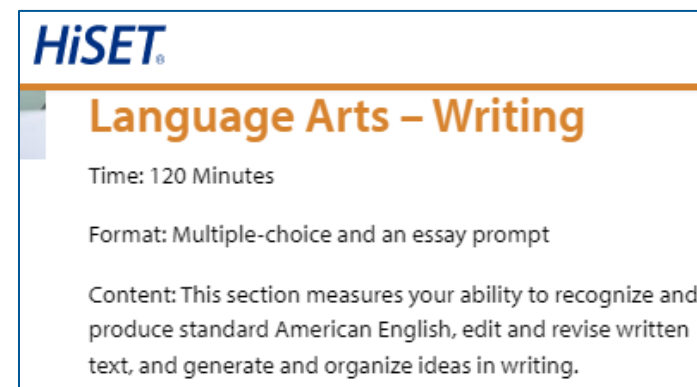 HiSET®
Language Arts – Writing
Time: 120 Minutes
Format: Multiple-choice and an essay prompt
Content: This section measures your ability to recognize and
produce standard American English, edit and revise written
text, and generate and organize ideas in writing.